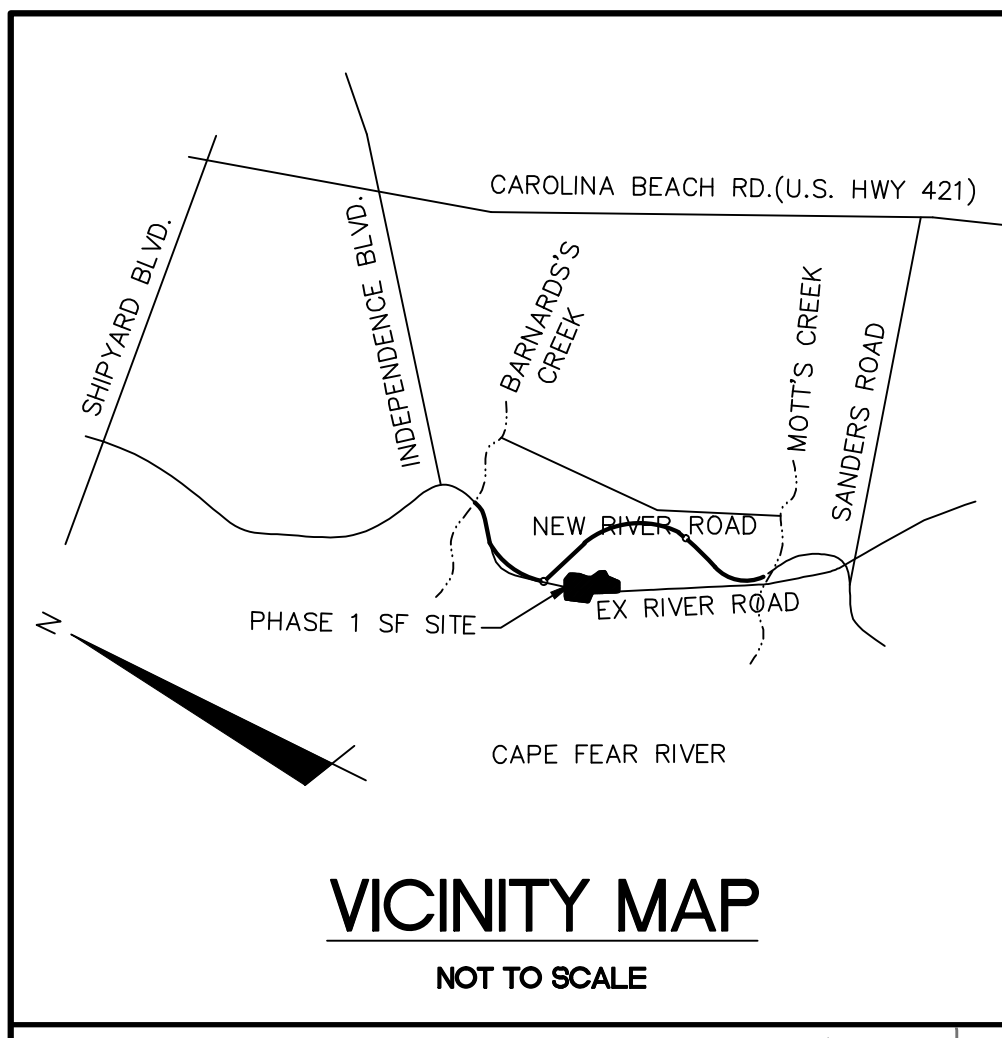 CAROLINA BEACH RD.(U.S. HWY 421)
SHIPYARD BLVD.
INDEPENDENCE BLVD.
BARNARDS'S
CREEK
MOTT'S CREEK
SANDERS ROAD
NEW RIVER ROAD
EX RIVER ROAD
PHASE 1 SF SITE
N
CAPE FEAR RIVER
VICINITY MAP
NOT TO SCALE